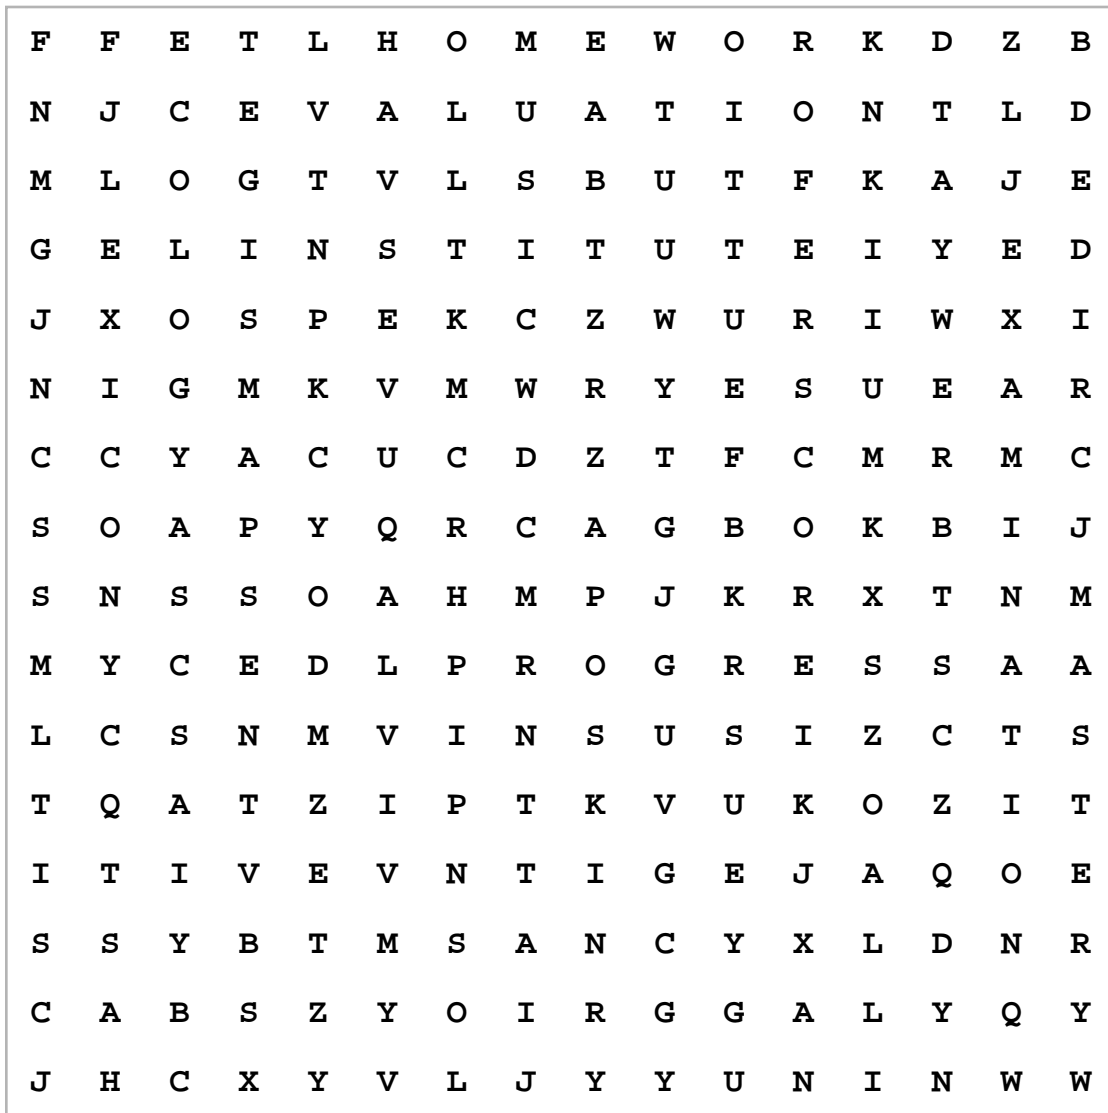 F F E T L H O M E W O R K D Z B
N J C E V A L U A T I O N T L D
M L O G T V L S B U T F K A J E
G E L I N S T I T U T E I Y E D
J X O S P E K C Z W U R I W X I
N I G M K V M W R Y E S U E A R
C C Y A C U C D Z T F C M R M C
S O A P Y Q R C A G B O K B I J
S N S S O A H M P J K R X T N M
M Y C E D L P R O G R E S S A A
L C S N M V I N S U S I Z C T S
T Q A T Z I P T K V U K O Z I T
I T I V E V N T I G E J A Q O E
S S Y B T M S A N C Y X L D N R
C A B S Z Y O I R G G A L Y Q Y
J H C X Y V L J Y Y U N I N W W